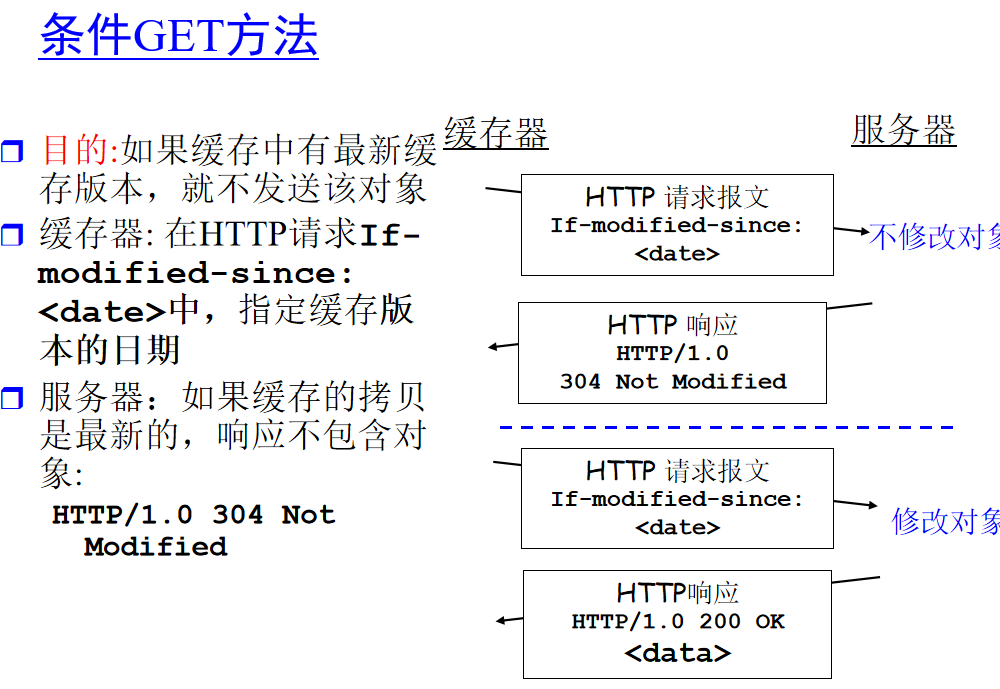 条件GET方法
目的:如果缓存中有最新缓
存版本，就不发送该对象
缓存器: 在HTTP请求If-
modified-since:
<date>中，指定缓存版
本的日期
服务器：如果缓存的拷贝
是最新的，响应不包含对
象:
HTTP/1.0 304 Not
Modified
缓存器
服务器
HTTP 请求报文
If-modified-since:
<date>
不修改对象
HTTP 响应
HTTP/1.0
304 Not Modified
HTTP 请求报文
If-modified-since:
<date>
修改对象
HTTP响应
HTTP/1.0 200 OK
<data>